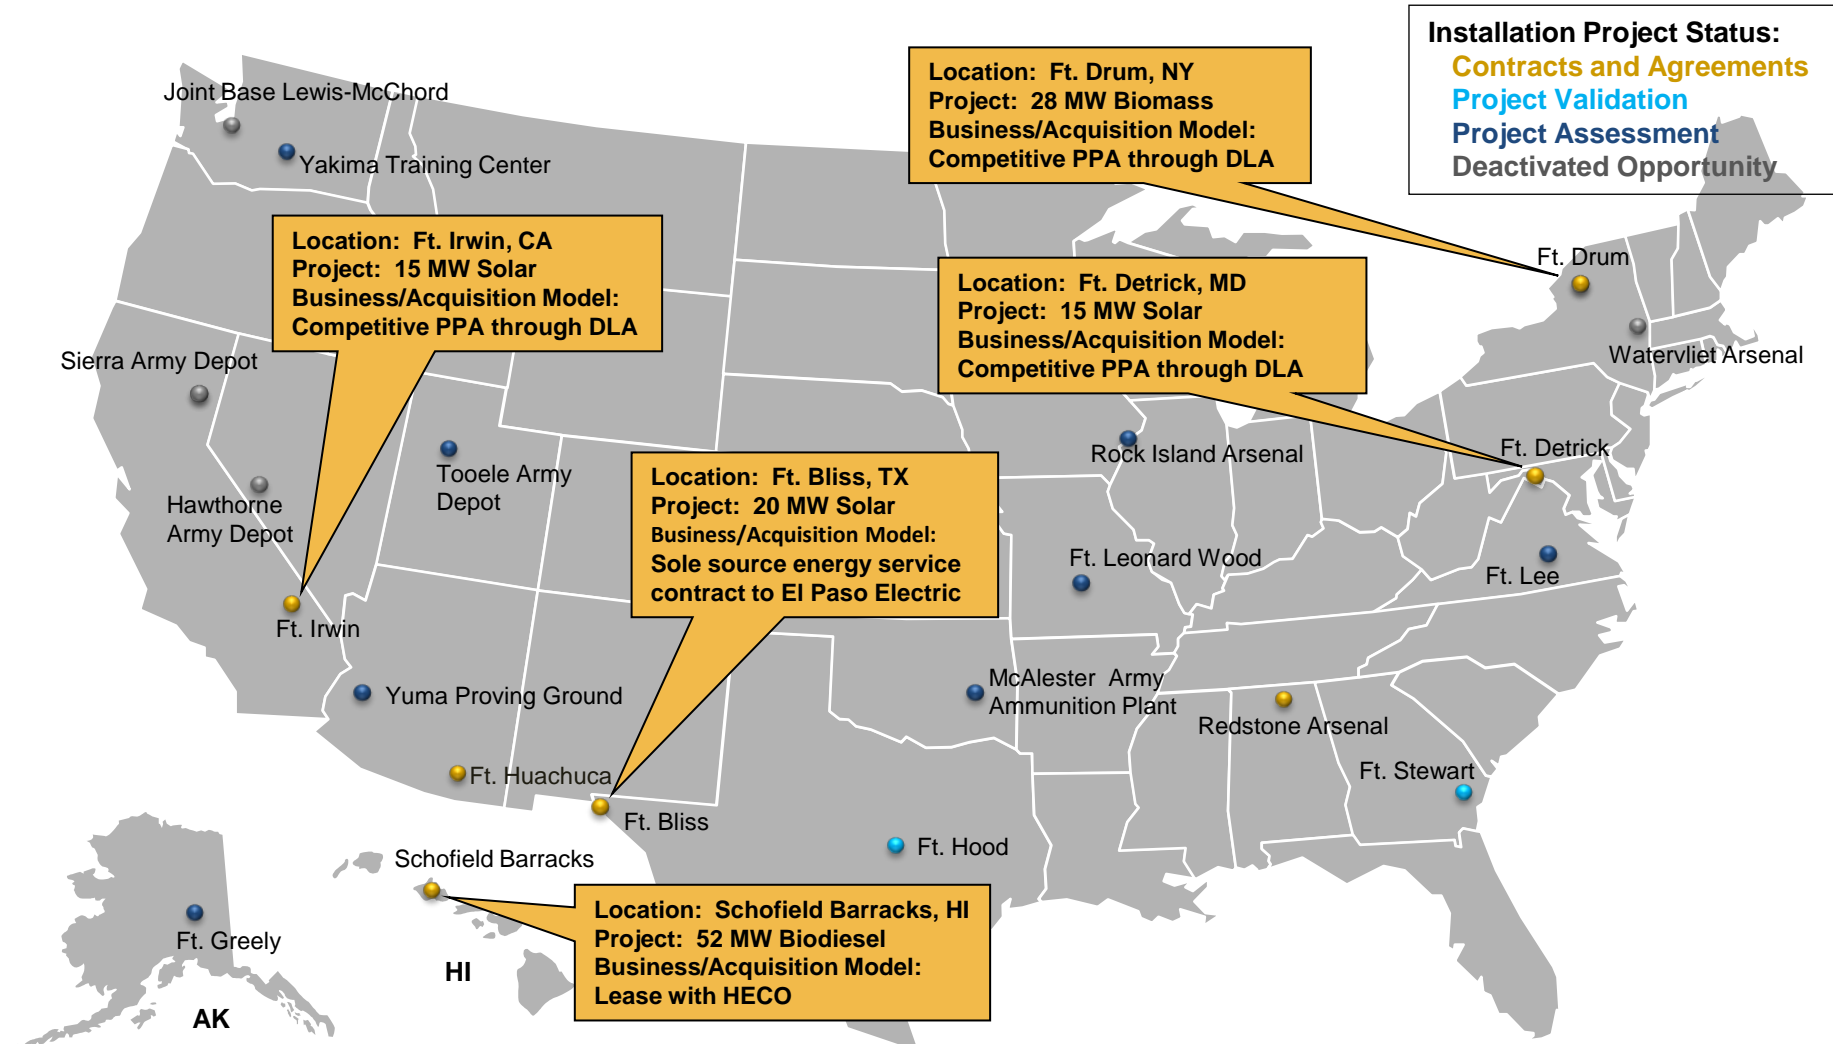 Installation Project Status:
Contracts and Agreements
Project Validation
Project Assessment
Deactivated Opportunity
Location: Ft. Drum, NY
Project: 28 MW Biomass
Business/Acquisition Model:
Competitive PPA through DLA
Joint Base Lewis-McChord
Yakima Training Center
Location: Ft. Irwin, CA
Project: 15 MW Solar
Business/Acquisition Model:
Competitive PPA through DLA
Ft. Drum
Location: Ft. Detrick, MD
Project: 15 MW Solar
Business/Acquisition Model:
Competitive PPA through DLA
Watervliet Arsenal
Sierra Army Depot
Tooele Army
Depot
Hawthorne
Army Depot
Location: Ft. Bliss, TX
Project: 20 MW Solar
Business/Acquisition Model:
Sole source energy service
contract to El Paso Electric
Rock Island Arsenal
Ft. Detrick
Ft. Leonard Wood
Ft. Lee
Ft. Irwin
Yuma Proving Ground
McAlester Army
Ammunition Plant
Redstone Arsenal
Ft. Huachuca
Ft. Stewart
Ft. Bliss
Ft. Hood
Schofield Barracks
Location: Schofield Barracks, HI
Project: 52 MW Biodiesel
Business/Acquisition Model:
Lease with HECO
Ft. Greely
HI
AK